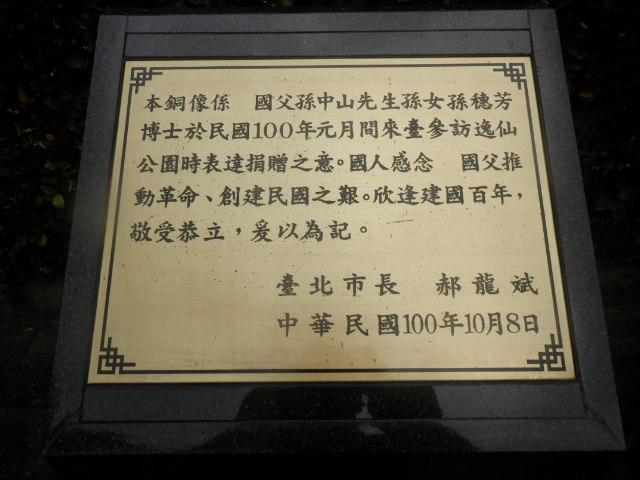 本銅像係　國父孫中山先生孫女孫穗芳
博士於民國100年元月間來臺參訪逸仙
公園時表達捐贈之意。國人感念　國父推
動革命、創建民國之艱。欣逢建國百年，
敬受恭立，爰以為記。
臺北市長　郝龍斌
中華民國100年10月8日